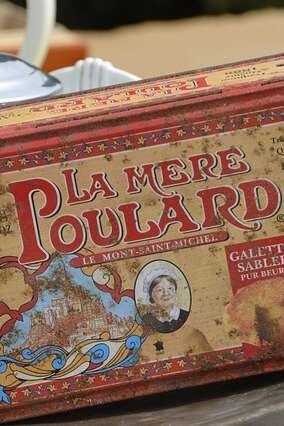 LA MERE
POULARD
LE MONT-SAINT-MICHEL
GALETT
SABLE
PUR BEUR